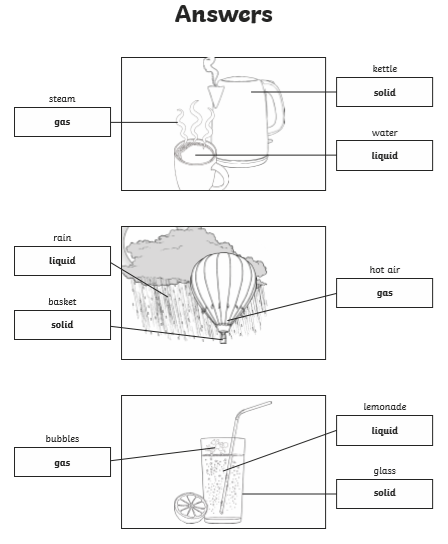 Answers
steam
gas
kettle
solid
water
liquid
rain
liquid
basket
solid
hot air
gas
bubbles
gas
lemonade
liquid
glass
solid